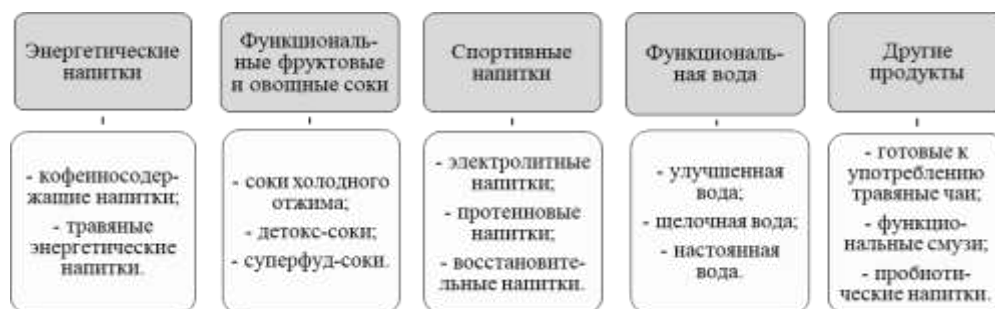 Энергетические
напитки
Функциональ-
ные фруктовые
и овощные соки
Спортивные
напитки
Функциональ-
ная вода
Другие
продукты
- кофеиносодер-
жащие напитки;
- травяные
энергетические
напитки.
- соки холодного
отжима;
- детокс-соки;
- суперфуд-соки.
- электролитные
напитки;
- протеиновые
напитки;
- восстановите-
льные напитки.
- улучшенная
вода;
- щелочная вода;
- настоянная
вода.
- готовые к
употреблению
травяные чаи;
- функцио-
нальные смузи;
- пробиоти-
ческие напитки.